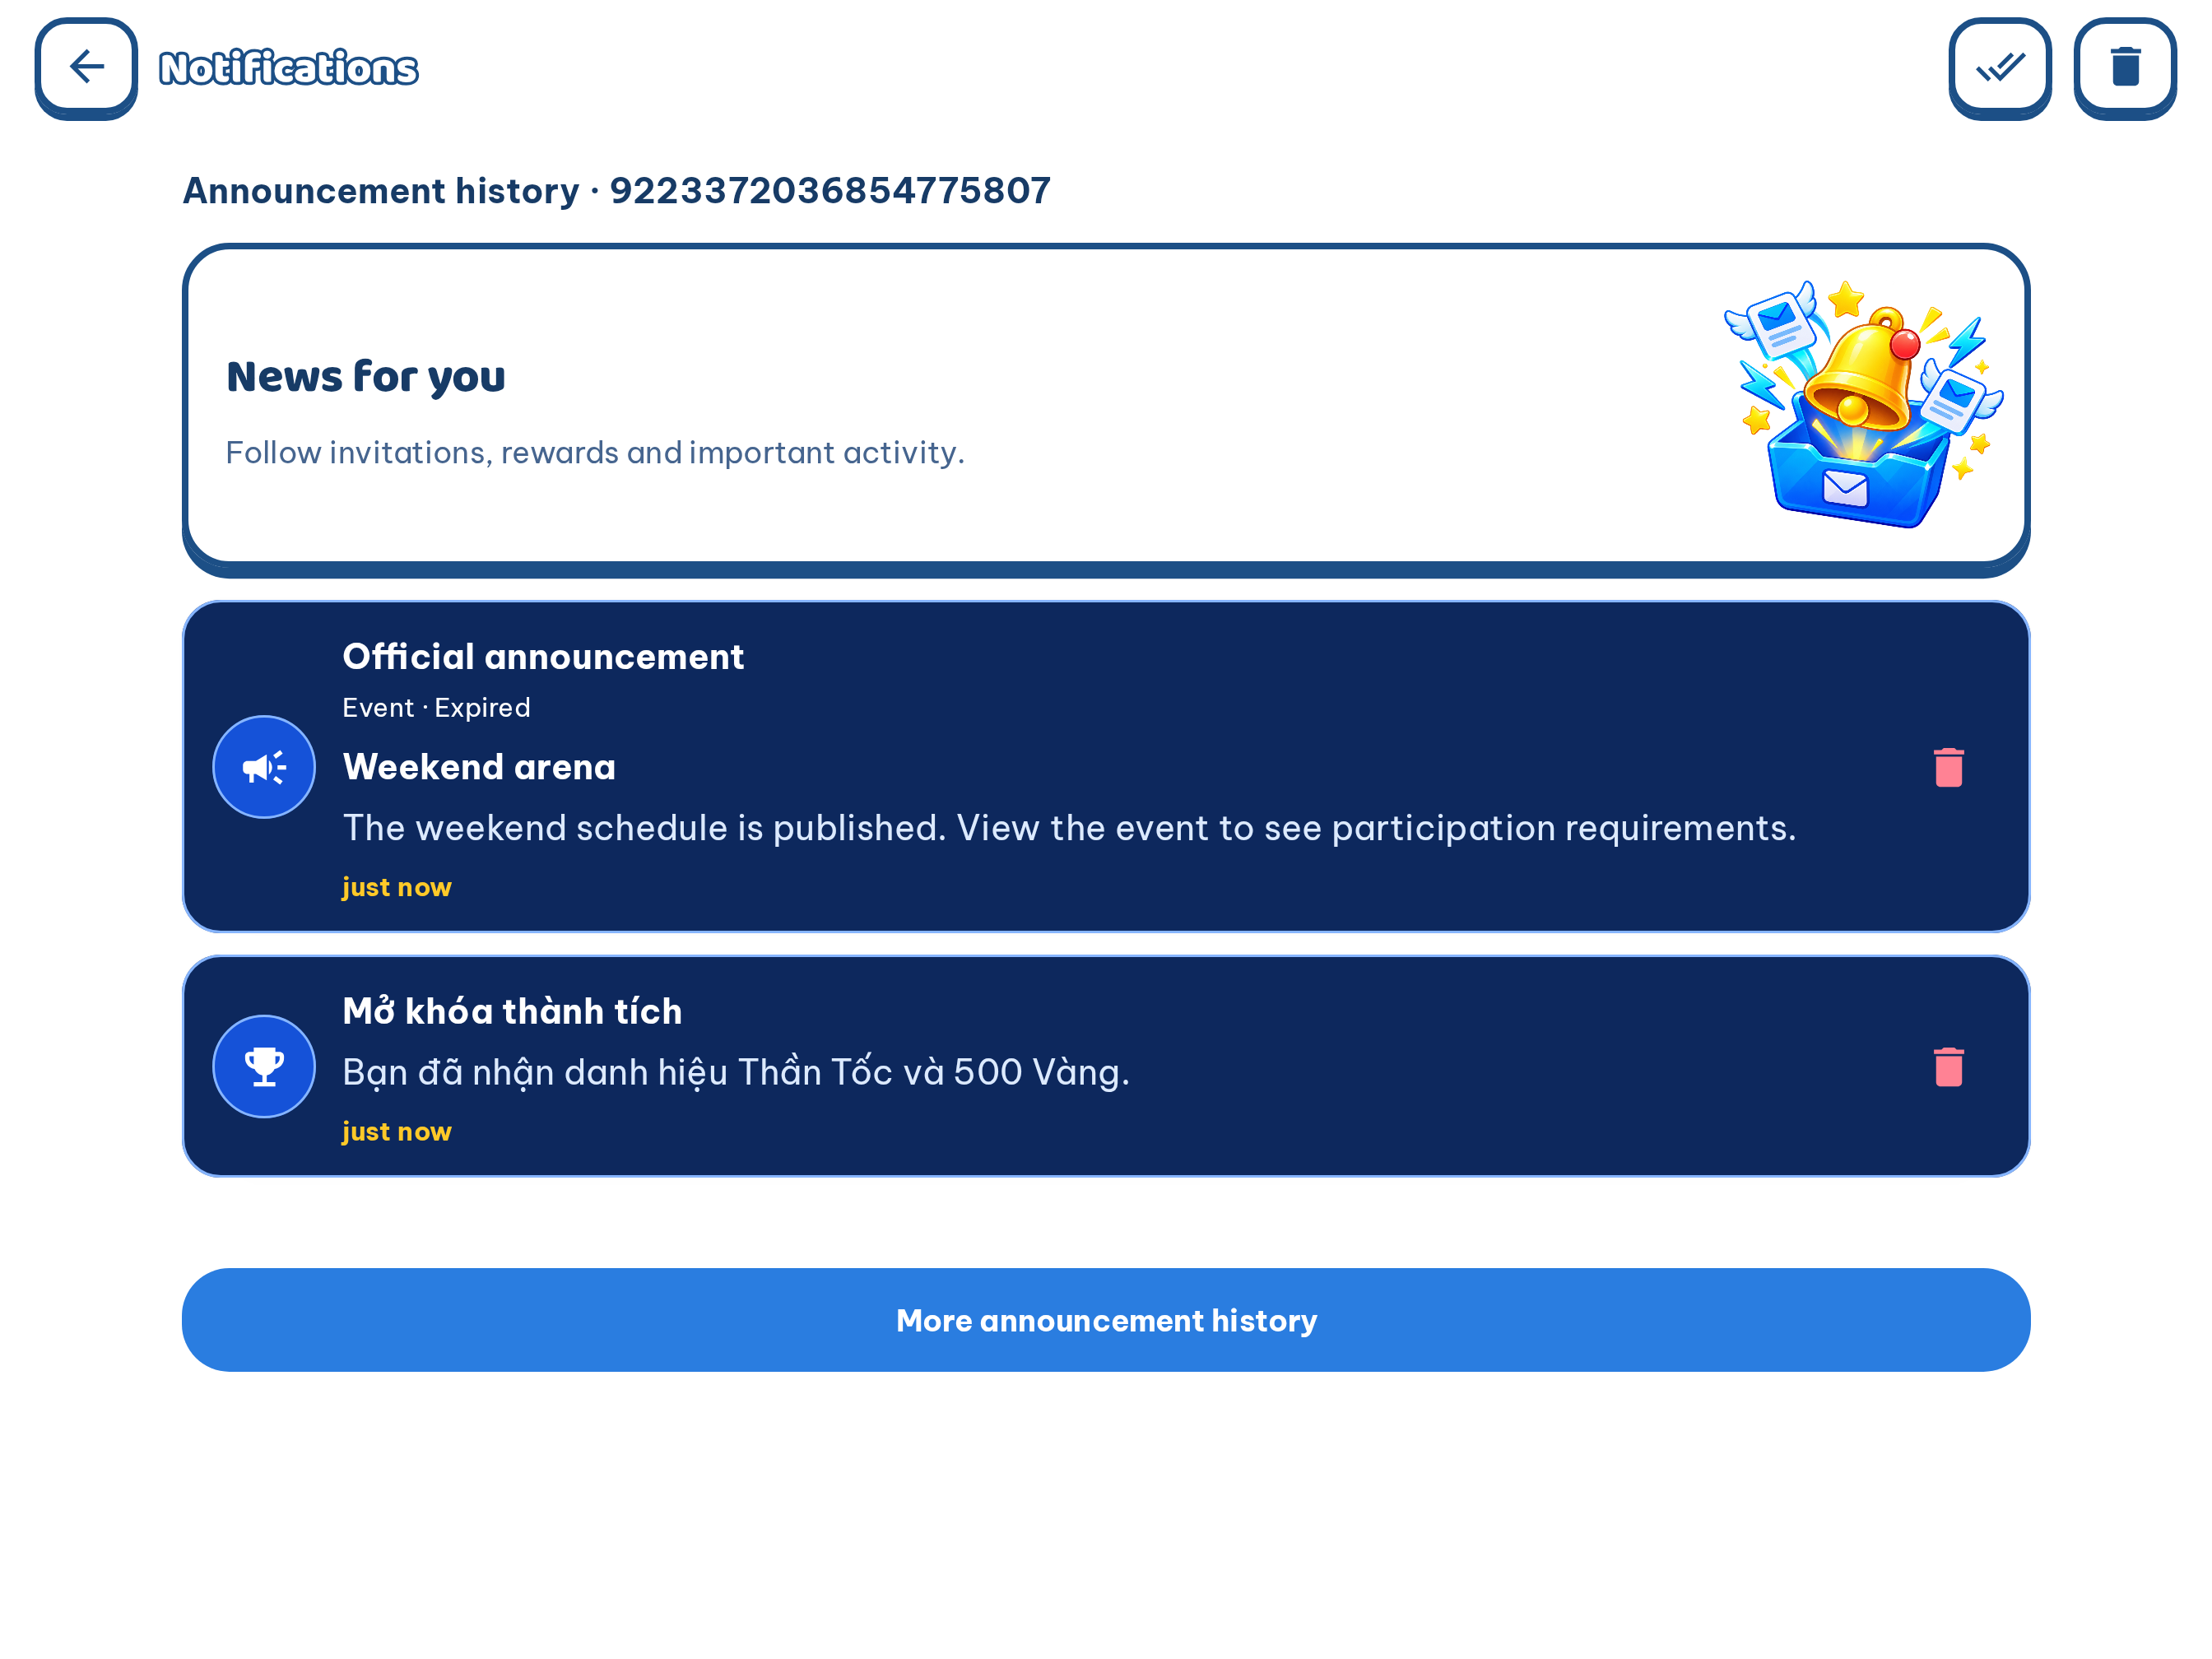 Notifications
Announcement history · 9223372036854775807
News for you
Follow invitations, rewards and important activity.
Official announcement
Event · Expired
Weekend arena
The weekend schedule is published. View the event to see participation requirements.
just now
Mở khóa thành tích
Bạn đã nhận danh hiệu Thần Tốc và 500 Vàng.
just now
More announcement history